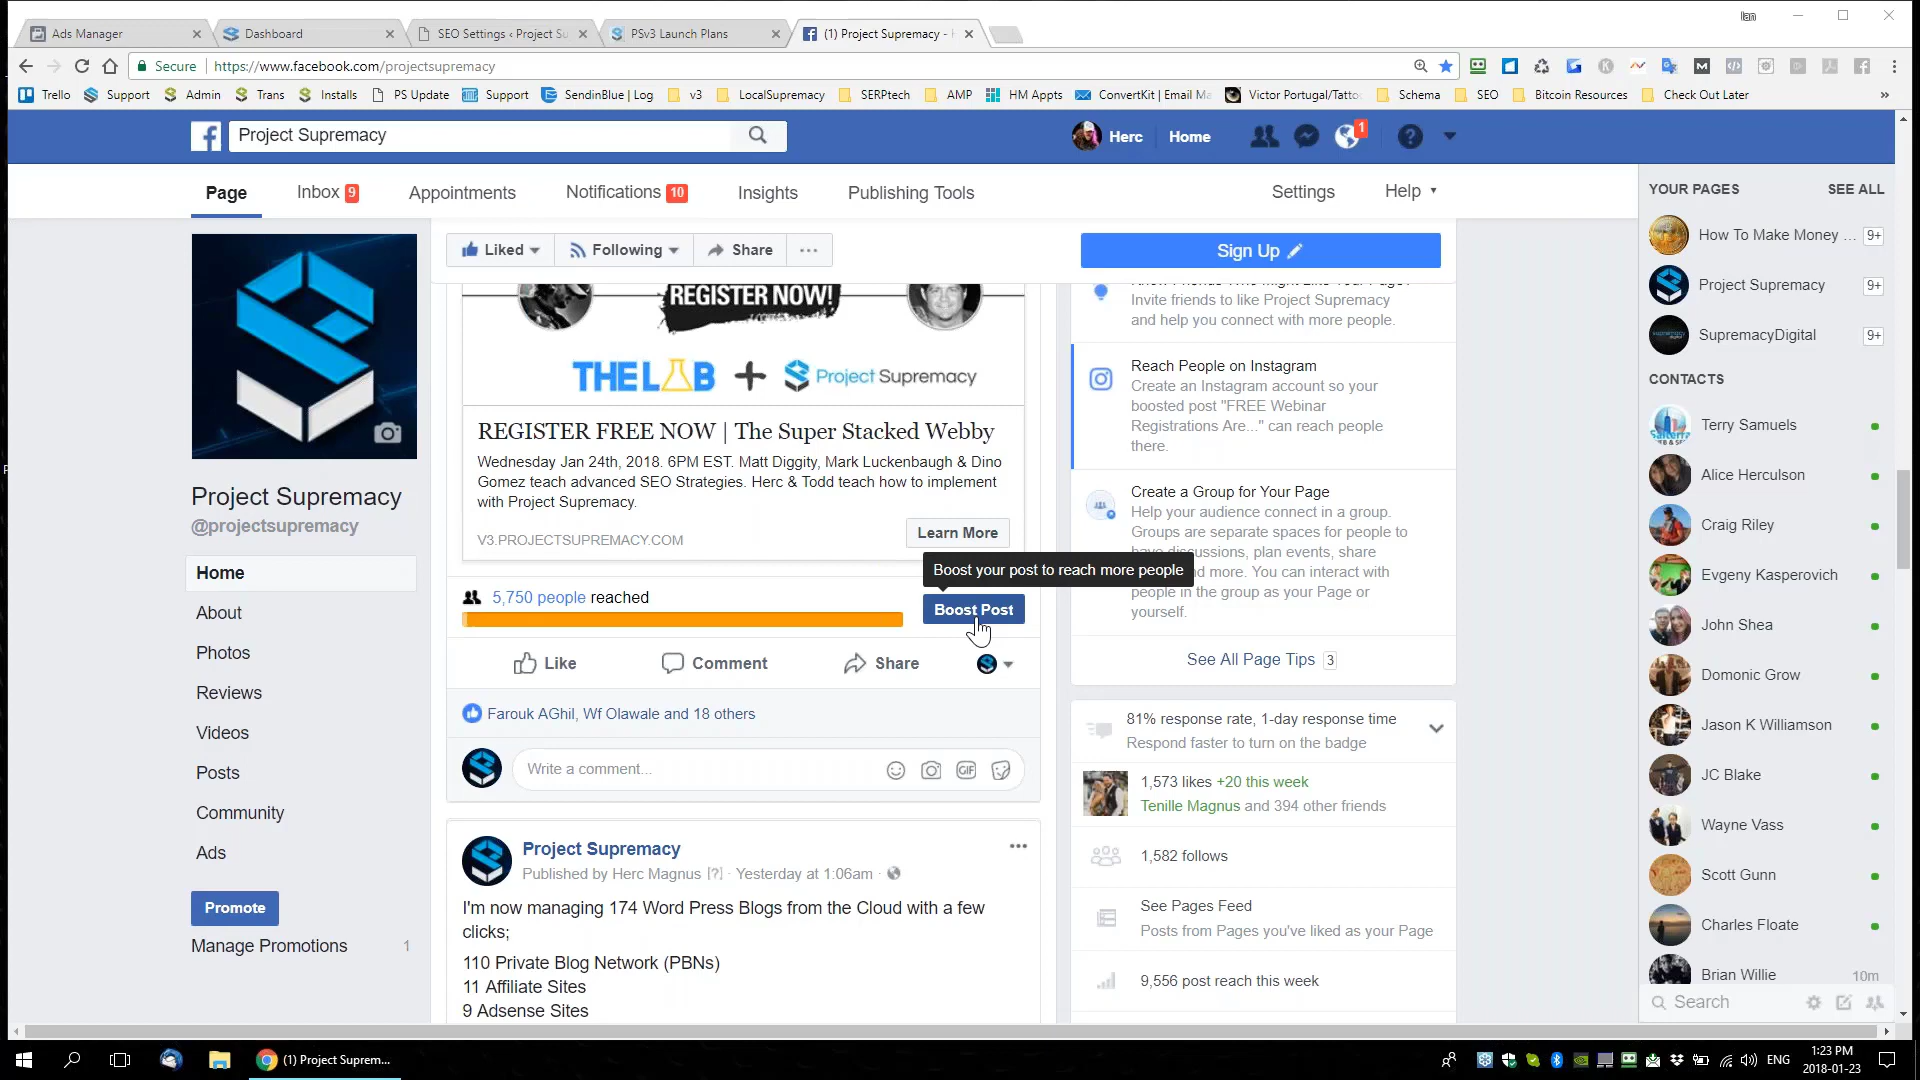 Ian
Ads Manager
Dashboard
SEO Settings ‹ Project Su
PSv3 Launch Plans
(1) Project Supremacy -
Secure
https://www.facebook.com/projectsupremacy
Trello
Support
Admin
Trans
Installs
PS Update
Support
SendinBlue | Log
v3
LocalSupremacy
SERPtech
AMP
HM Appts
ConvertKit | Email Ma
Victor Portugal/Tatto
Schema
SEO
Bitcoin Resources
Check Out Later
»
Project Supremacy
Herc
Home
1
Page
Inbox 9
Appointments
Notifications 10
Insights
Publishing Tools
Settings
Help
Project Supremacy
@projectsupremacy
Home
About
Photos
Reviews
Videos
Posts
Community
Ads
Promote
Manage Promotions 1
Liked
Following
Share
Sign Up
REGISTER NOW!
THE LAB + Project Supremacy
REGISTER FREE NOW | The Super Stacked Webby
Wednesday Jan 24th, 2018. 6PM EST. Matt Diggity, Mark Luckenbaugh & Dino
Gomez teach advanced SEO Strategies. Herc & Todd teach how to implement
with Project Supremacy.
V3.PROJECTSUPREMACY.COM
Learn More
Boost your post to reach more people
5,750 people reached
Boost Post
Like
Comment
Share
Farouk AGhil, Wf Olawale and 18 others
Write a comment...
GIF
Project Supremacy
Published by Herc Magnus [?] · Yesterday at 1:06am ·
I'm now managing 174 Word Press Blogs from the Cloud with a few
clicks;
110 Private Blog Network (PBNs)
11 Affiliate Sites
9 Adsense Sites
Invite friends to like Project Supremacy
and help you connect with more people.
Reach People on Instagram
Create an Instagram account so your
boosted post "FREE Webinar
Registrations Are..." can reach people
there.
Create a Group for Your Page
Help your audience connect in a group.
Groups are separate spaces for people to
have discussions, plan events, share
nd more. You can interact with
people in the group as your Page or
yourself.
See All Page Tips 3
81% response rate, 1-day response time
Respond faster to turn on the badge
1,573 likes +20 this week
Tenille Magnus and 394 other friends
1,582 follows
See Pages Feed
Posts from Pages you've liked as your Page
9,556 post reach this week
YOUR PAGES
SEE ALL
How To Make Money ... 9+
Project Supremacy 9+
SupremacyDigital 9+
CONTACTS
Terry Samuels
Alice Herculson
Craig Riley
Evgeny Kasperovich
John Shea
Domonic Grow
Jason K Williamson
JC Blake
Wayne Vass
Scott Gunn
Charles Floate
Brian Willie 10m
Search
(1) Project Suprem...
ENG
1:23 PM
2018-01-23